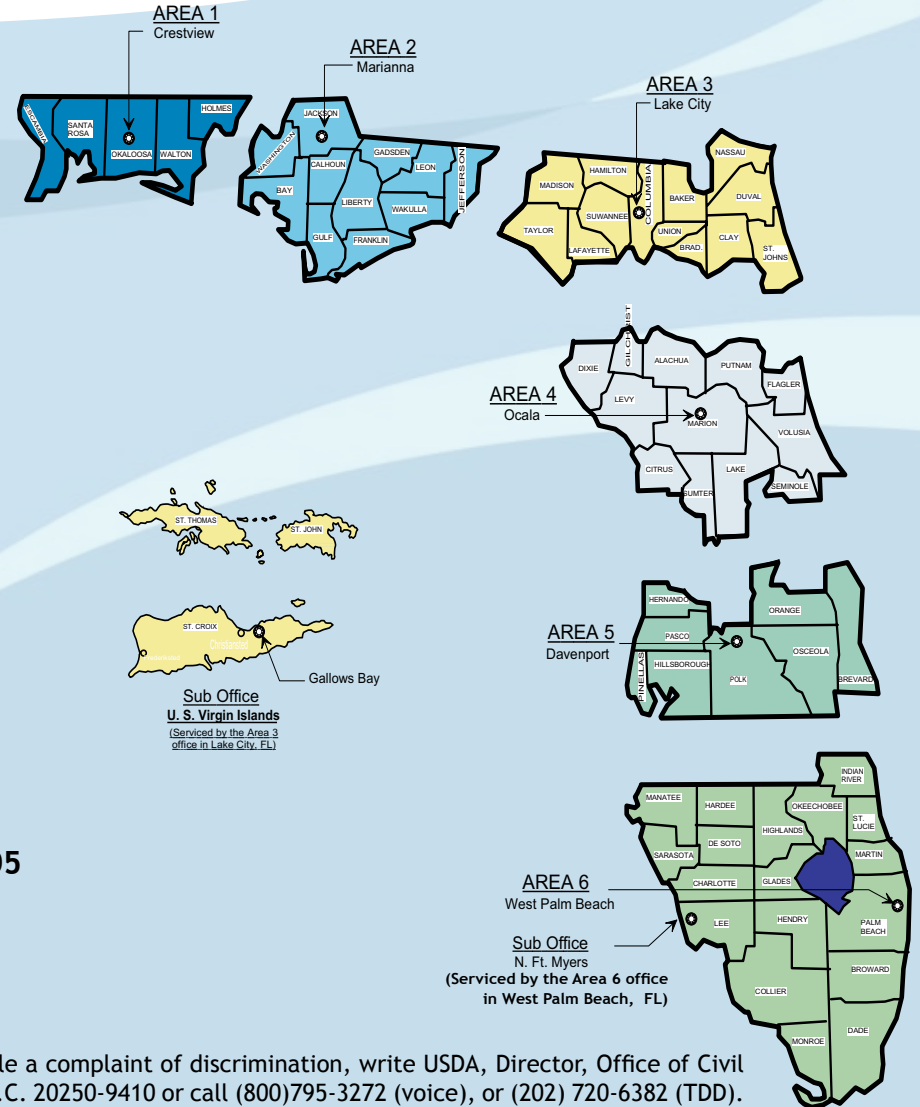 AREA 1
Crestview
AREA 2
Marianna
AREA 3
Lake City
ESCAMBIA
SANTA
ROSA
OKALOOSA
WALTON
HOLMES
JACKSON
WASHINGTON
BAY
CALHOUN
GULF
LIBERTY
FRANKLIN
GADSDEN
LEON
WAKULLA
JEFFERSON
MADISON
HAMILTON
TAYLOR
SUWANNEE
LAFAYETTE
COLUMBIA
BAKER
UNION
BRAD.
NASSAU
DUVAL
CLAY
ST.
JOHNS
AREA 4
Ocala
DIXIE
GILCHRIST
ALACHUA
PUTNAM
FLAGLER
LEVY
MARION
VOLUSIA
CITRUS
SUMTER
LAKE
SEMINOLE
ST. THOMAS
ST. JOHN
ST. CROIX
Christiansted
Gallows Bay
Sub Office
U. S. Virgin Islands
(Serviced by the Area 3
office in Lake City, FL)
AREA 5
Davenport
HERNANDO
PASCO
PINELLAS
HILLSBOROUGH
POLK
ORANGE
OSCEOLA
BREVARD
AREA 6
West Palm Beach
Sub Office
N. Ft. Myers
(Serviced by the Area 6 office
in West Palm Beach, FL)
MANATEE
HARDEE
SARASOTA
DE SOTO
HIGHLANDS
OKEECHOBEE
INDIAN
RIVER
ST.
LUCIE
MARTIN
CHARLOTTE
GLADES
LEE
HENDRY
PALM
BEACH
COLLIER
BROWARD
MONROE
DADE
05
le a complaint of discrimination, write USDA, Director, Office of Civil
.C. 20250-9410 or call (800)795-3272 (voice), or (202) 720-6382 (TDD).